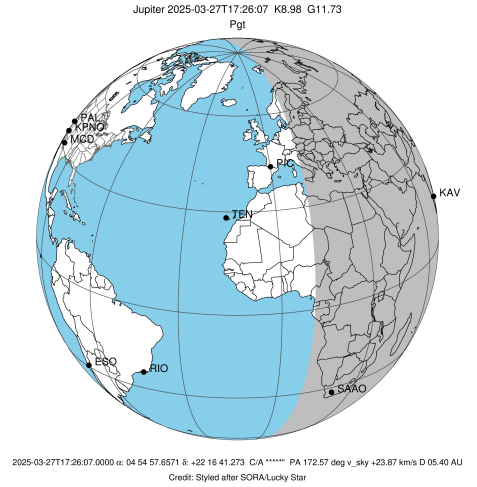 Jupiter 2025-03-27T17:26:07 K8.98 G11.73
Pgt
PAL
KPNO
MCD
PIC
KAV
TEN
ESO
RIO
SAAO
2025-03-27T17:26:07.0000 α: 04 54 57.6571 δ: +22 16 41.273 C/A *****" PA 172.57 deg v_sky +23.87 km/s D 05.40 AU
Credit: Styled after SORA/Lucky Star